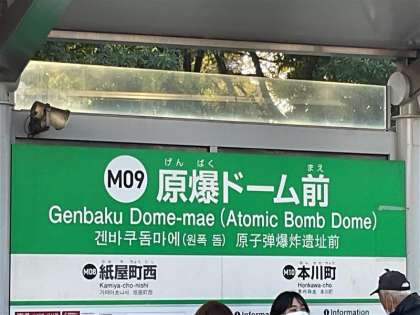 げん ばく まえ
M09 原爆ドーム前
Genbaku Dome-mae (Atomic Bomb Dome)
겐바쿠돔마에(원폭 돔) 原子弹爆炸遗址前
M08 紙屋町西
Kamiya-cho-nishi
M10 本川町
Honkawa-cho
Information
Information